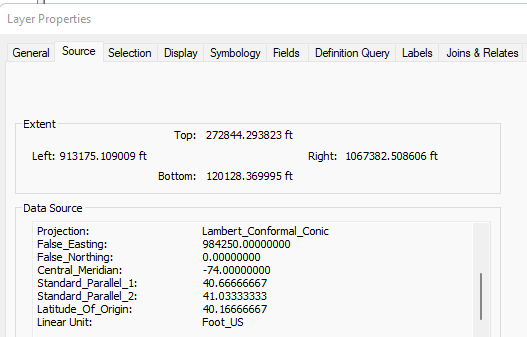 Layer Properties
General Source Selection Display Symbology Fields Definition Query Labels Joins & Relates
Extent
Top: 272844.293823 ft
Left: 913175.109009 ft Right: 1067382.508606 ft
Bottom: 120128.369995 ft
Data Source
Projection: Lambert_Conformal_Conic
False_Easting: 984250.00000000
False_Northing: 0.00000000
Central_Meridian: -74.00000000
Standard_Parallel_1: 40.66666667
Standard_Parallel_2: 41.03333333
Latitude_Of_Origin: 40.16666667
Linear Unit: Foot_US